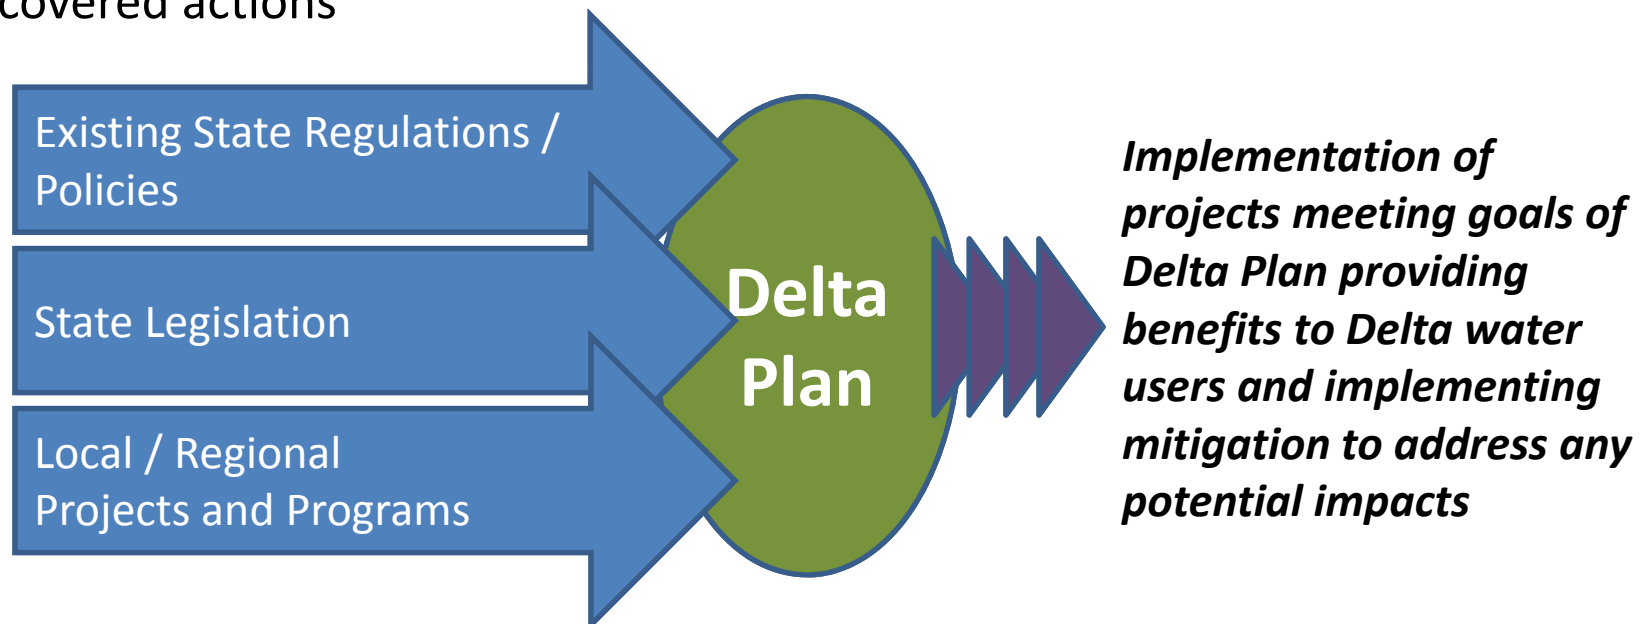 covered actions
Existing State Regulations /
Policies
State Legislation
Local / Regional
Projects and Programs
Delta
Plan
Implementation of
projects meeting goals of
Delta Plan providing
benefits to Delta water
users and implementing
mitigation to address any
potential impacts